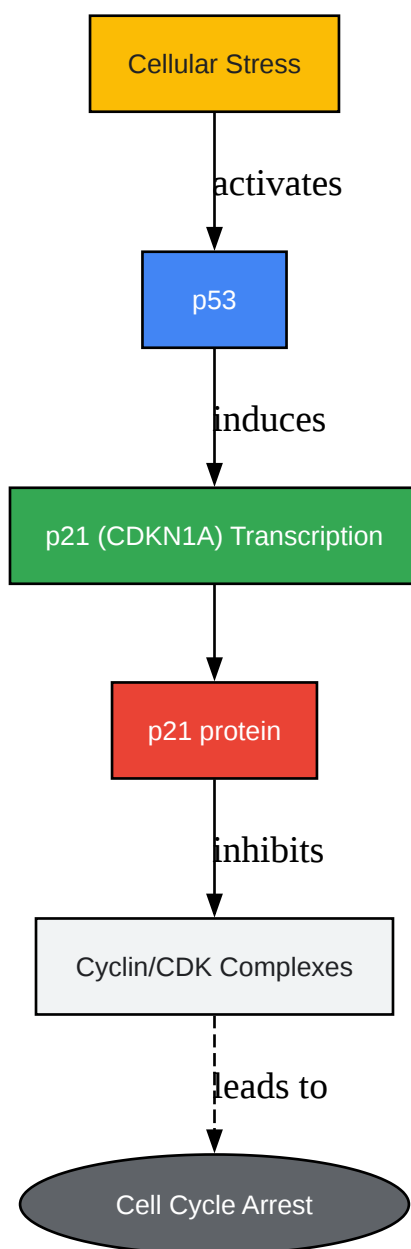 Cellular Stress
activates
p53
induces
p21 (CDKN1A) Transcription
p21 protein
inhibits
Cyclin/CDK Complexes
leads to
Cell Cycle Arrest